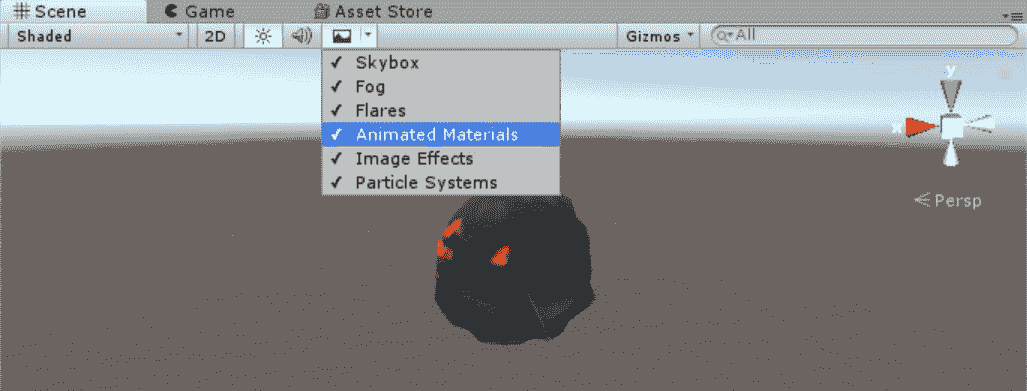 Scene Game Asset Store
Shaded 2D Gizmos All
Skybox
Fog
Flares
Animated Materials
Image Effects
Particle Systems
y
x
Persp